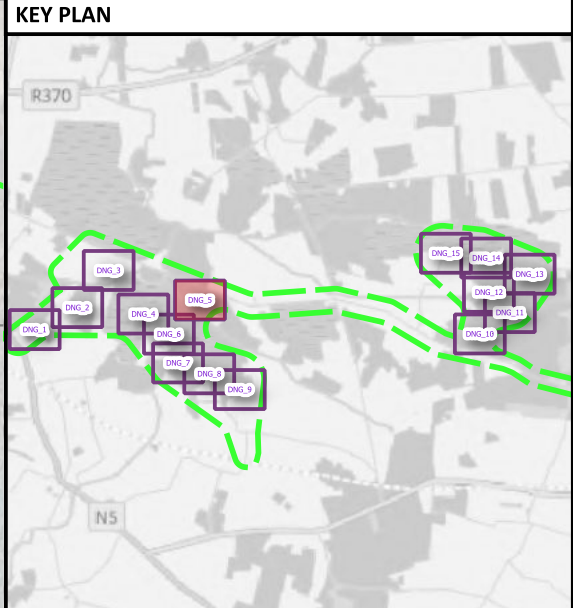 KEY PLAN
R370
DNG_15
DNG_14
DNG_3
DNG_13
DNG_12
DNG_5
DNG_2
DNG_4
DNG_11
DNG_1
DNG_6
DNG_10
DNG_7
DNG_8
DNG_9
N5